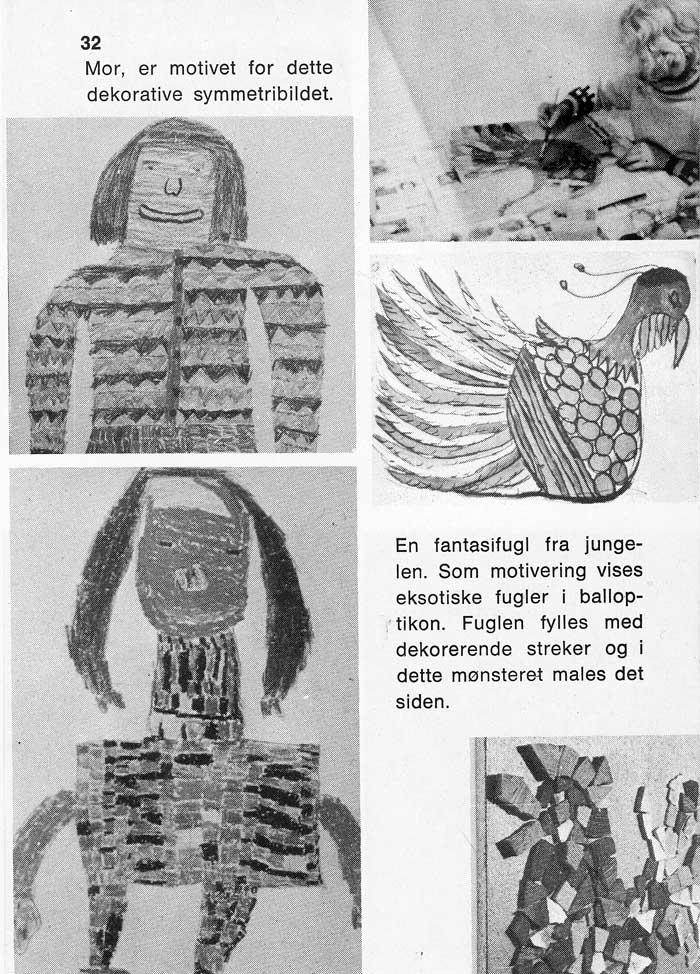 32
Mor, er motivet for dette
dekorative symmetribildet.
En fantasifugl fra junge-
len. Som motivering vises
eksotiske fugler i ballop-
tikon. Fuglen fylles med
dekorerende streker og i
dette mønsteret males det
siden.